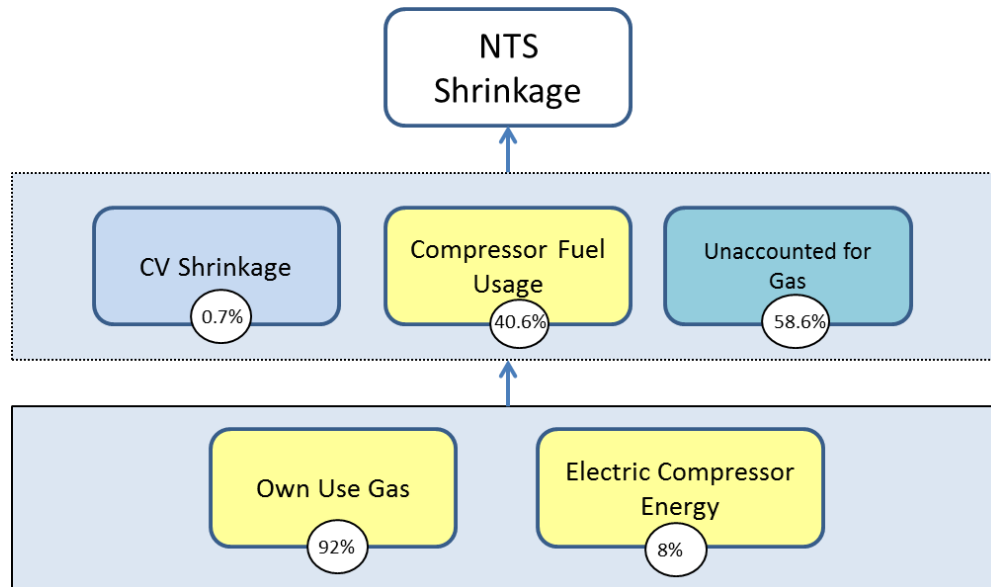 NTS
Shrinkage
CV Shrinkage
0.7%
Compressor Fuel
Usage
40.6%
Unaccounted for
Gas
58.6%
Own Use Gas
92%
Electric Compressor
Energy
8%